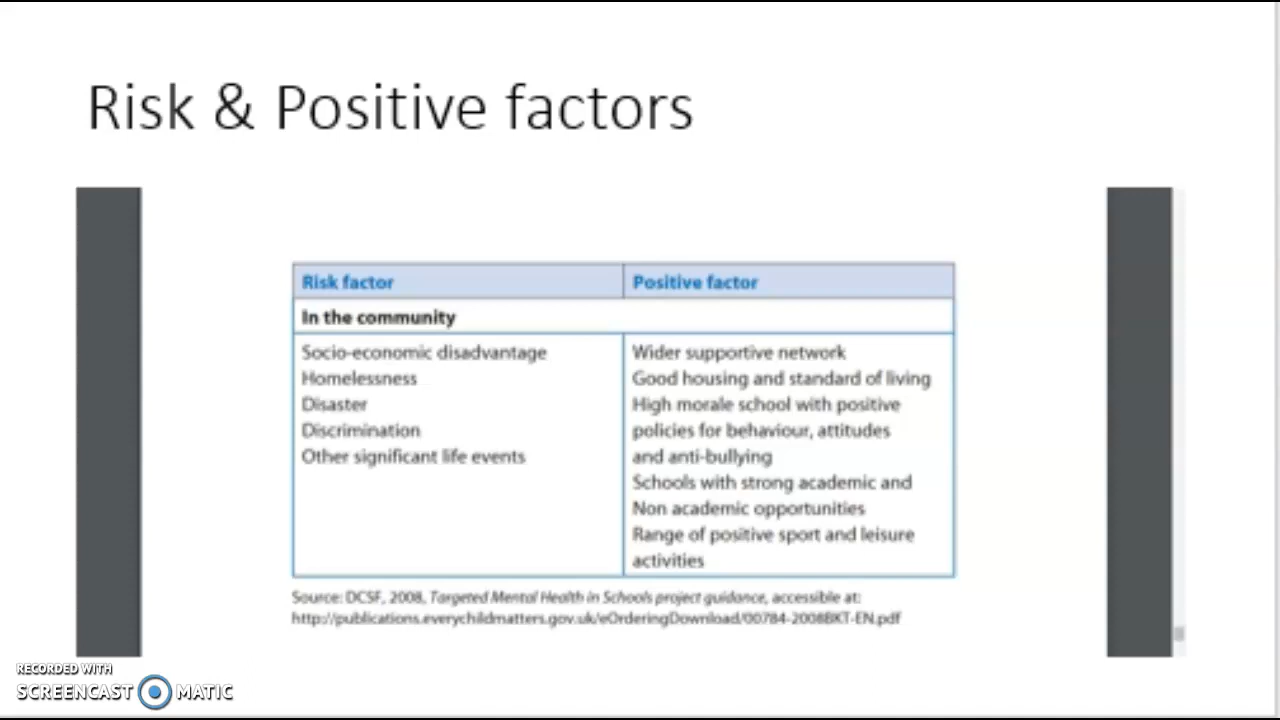 Risk & Positive factors
Risk factor
Positive factor
In the community
Socio-economic disadvantage
Homelessness
Disaster
Discrimination
Other significant life events
Wider supportive network
Good housing and standard of living
High morale school with positive
policies for behaviour, attitudes
and anti-bullying
Schools with strong academic and
Non academic opportunities
Range of positive sport and leisure
activities
Source: DCSF, 2008, Targeted Mental Health in Schools project guidance, accessible at:
http://publications.everychildmatters.gov.uk/eOrderingDownload/00784-2008BKT-EN.pdf
RECORDED WITH
SCREENCAST MATIC